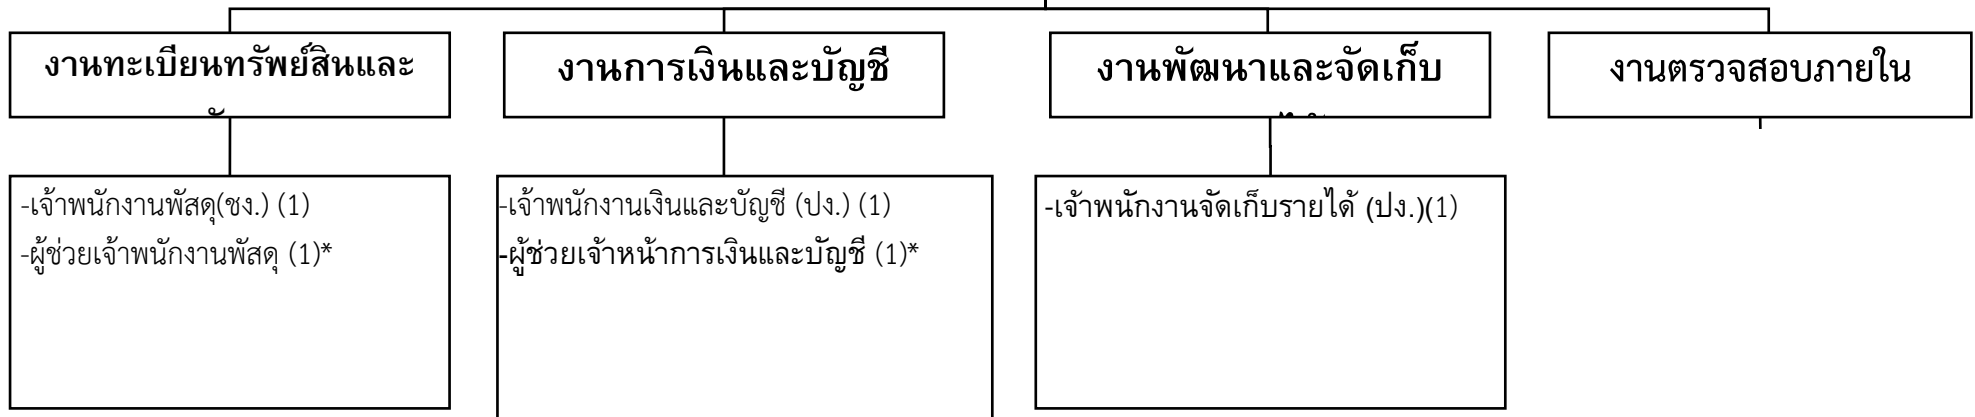 งานทะเบียนทรัพย์สินและ
งานการเงินและบัญชี
งานพัฒนาและจัดเก็บ
งานตรวจสอบภายใน
-เจ้าพนักงานพัสดุ(ชง.) (1)
-ผู้ช่วยเจ้าพนักงานพัสดุ (1)*
-เจ้าพนักงานเงินและบัญชี (ปง.) (1)
-ผู้ช่วยเจ้าหน้าการเงินและบัญชี (1)*
-เจ้าพนักงานจัดเก็บรายได้ (ปง.)(1)